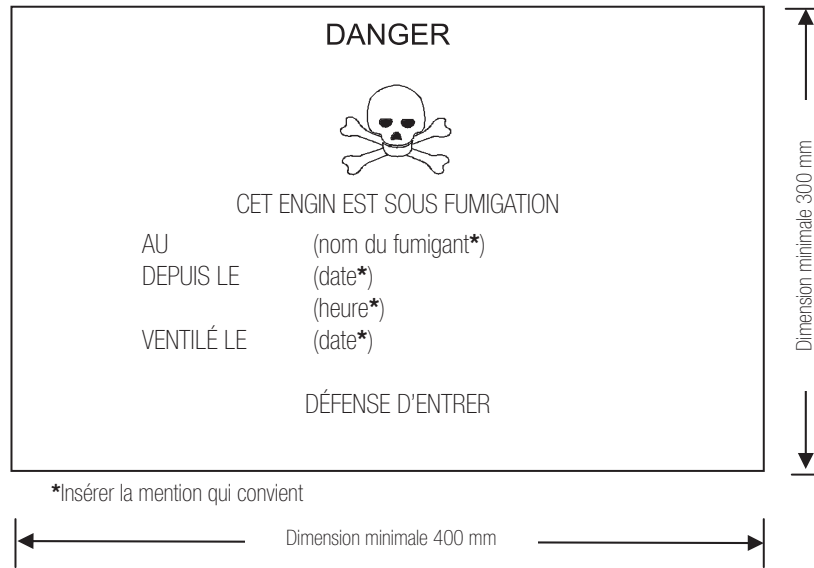 DANGER
CET ENGIN EST SOUS FUMIGATION
AU (nom du fumigant*)
DEPUIS LE (date*)
(heure*)
VENTILÉ LE (date*)
DÉFENSE D'ENTRER
Dimension minimale 300 mm
*Insérer la mention qui convient
Dimension minimale 400 mm